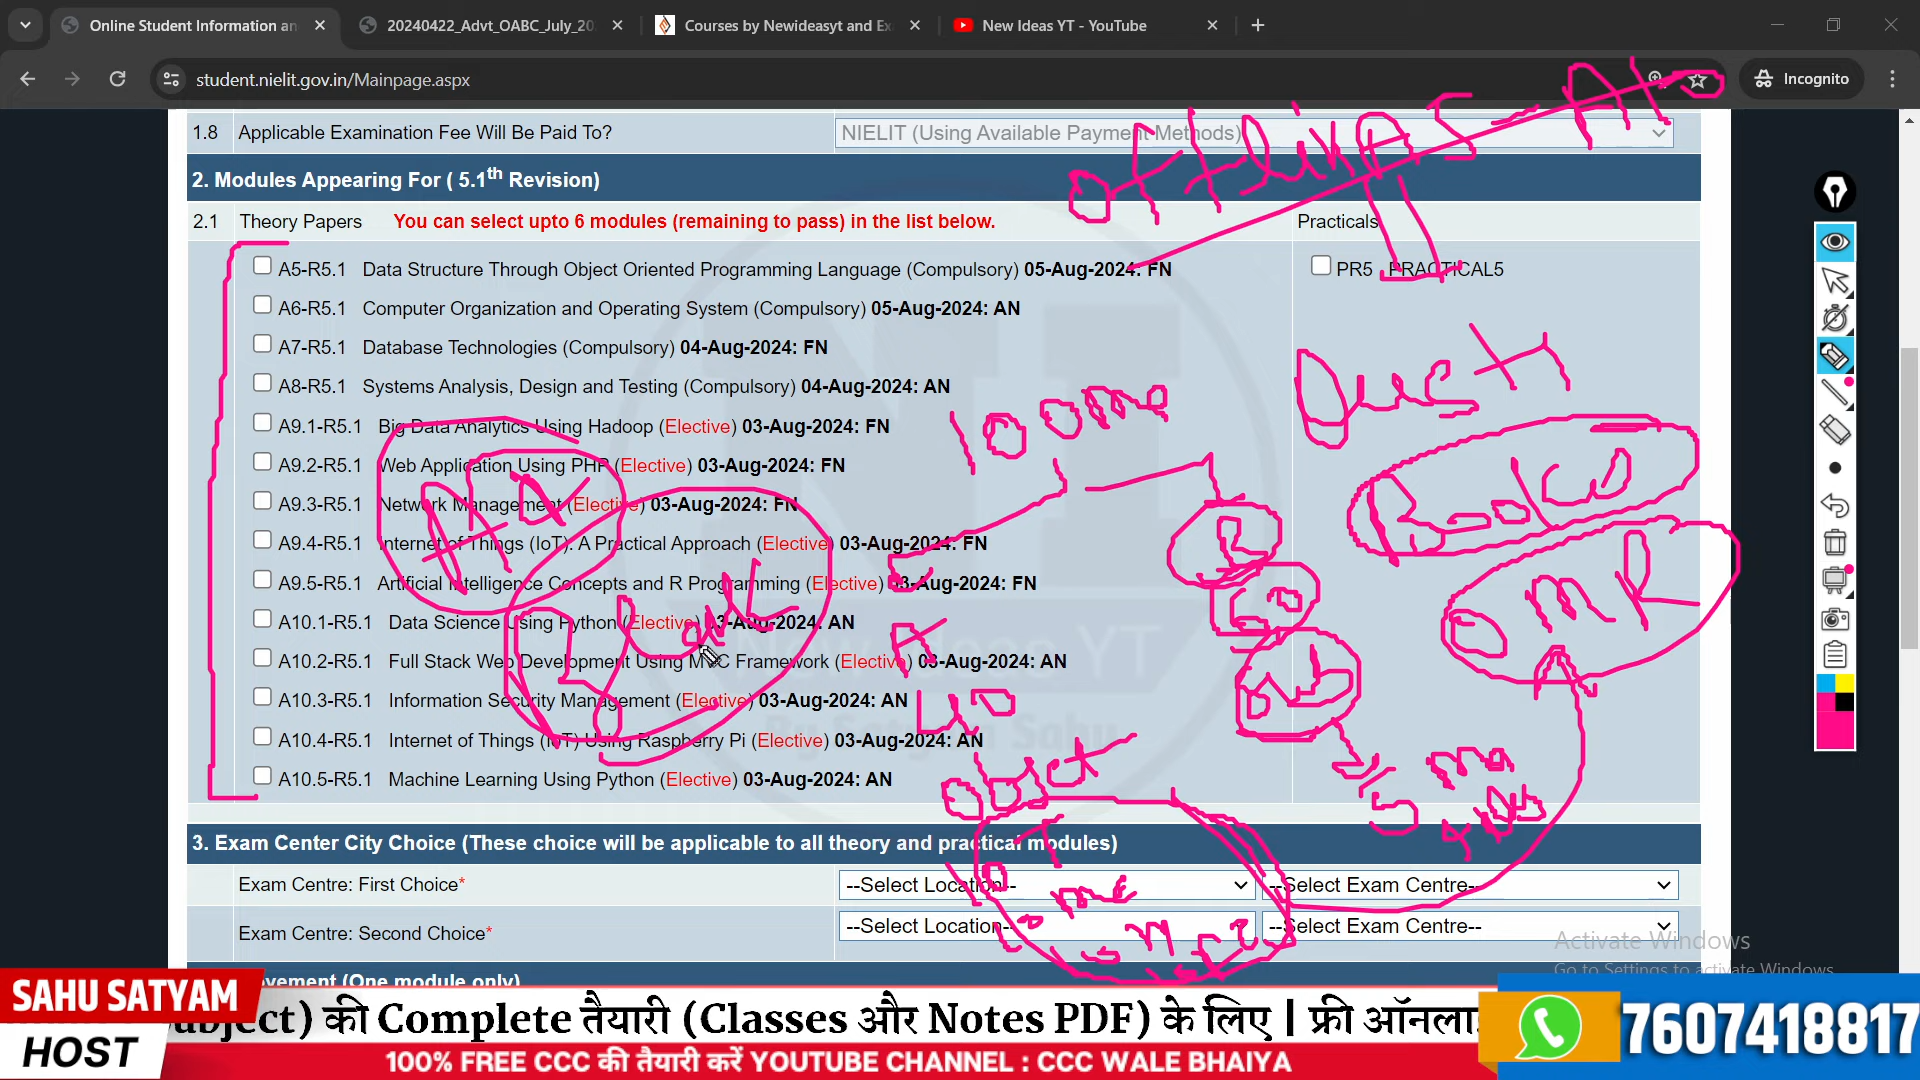 Online Student Information an
20240422_Advt_OABC_July_20
Courses by Newideasyt and Ex
New Ideas YT - YouTube
student.nielit.gov.in/Mainpage.aspx
Incognito
1.8 Applicable Examination Fee Will Be Paid To? NIELIT (Using Available Payment Methods)
2. Modules Appearing For ( 5.1th Revision)
2.1 Theory Papers You can select upto 6 modules (remaining to pass) in the list below. Practicals
A5-R5.1 Data Structure Through Object Oriented Programming Language (Compulsory) 05-Aug-2024: FN PR5 PRACTICAL5
A6-R5.1 Computer Organization and Operating System (Compulsory) 05-Aug-2024: AN
A7-R5.1 Database Technologies (Compulsory) 04-Aug-2024: FN
A8-R5.1 Systems Analysis, Design and Testing (Compulsory) 04-Aug-2024: AN
A9.1-R5.1 Big Data Analytics Using Hadoop (Elective) 03-Aug-2024: FN
A9.2-R5.1 Web Application Using PHP (Elective) 03-Aug-2024: FN
A9.3-R5.1 Network Management (Elective) 03-Aug-2024: FN
A9.4-R5.1 Internet of Things (IoT): A Practical Approach (Elective) 03-Aug-2024: FN
A9.5-R5.1 Artificial Intelligence Concepts and R Programming (Elective) 03-Aug-2024: FN
A10.1-R5.1 Data Science Using Python (Elective) 03-Aug-2024: AN
A10.2-R5.1 Full Stack Web Development Using MVC Framework (Elective) 03-Aug-2024: AN
A10.3-R5.1 Information Security Management (Elective) 03-Aug-2024: AN
A10.4-R5.1 Internet of Things (IoT) Using Raspberry Pi (Elective) 03-Aug-2024: AN
A10.5-R5.1 Machine Learning Using Python (Elective) 03-Aug-2024: AN
New Ideas YT
By Satyam Sahu
3. Exam Center City Choice (These choice will be applicable to all theory and practical modules)
Exam Centre: First Choice* --Select Location-- --Select Exam Centre--
Exam Centre: Second Choice* --Select Location-- --Select Exam Centre--
Activate Windows
Go to Settings to activate Windows.
vement (One module only)
SAHU SATYAM
HOST
ubject) की Complete तैयारी (Classes और Notes PDF) के लिए | फ्री ऑनला
7607418817
100% FREE CCC की तैयारी करें YOUTUBE CHANNEL : CCC WALE BHAIYA